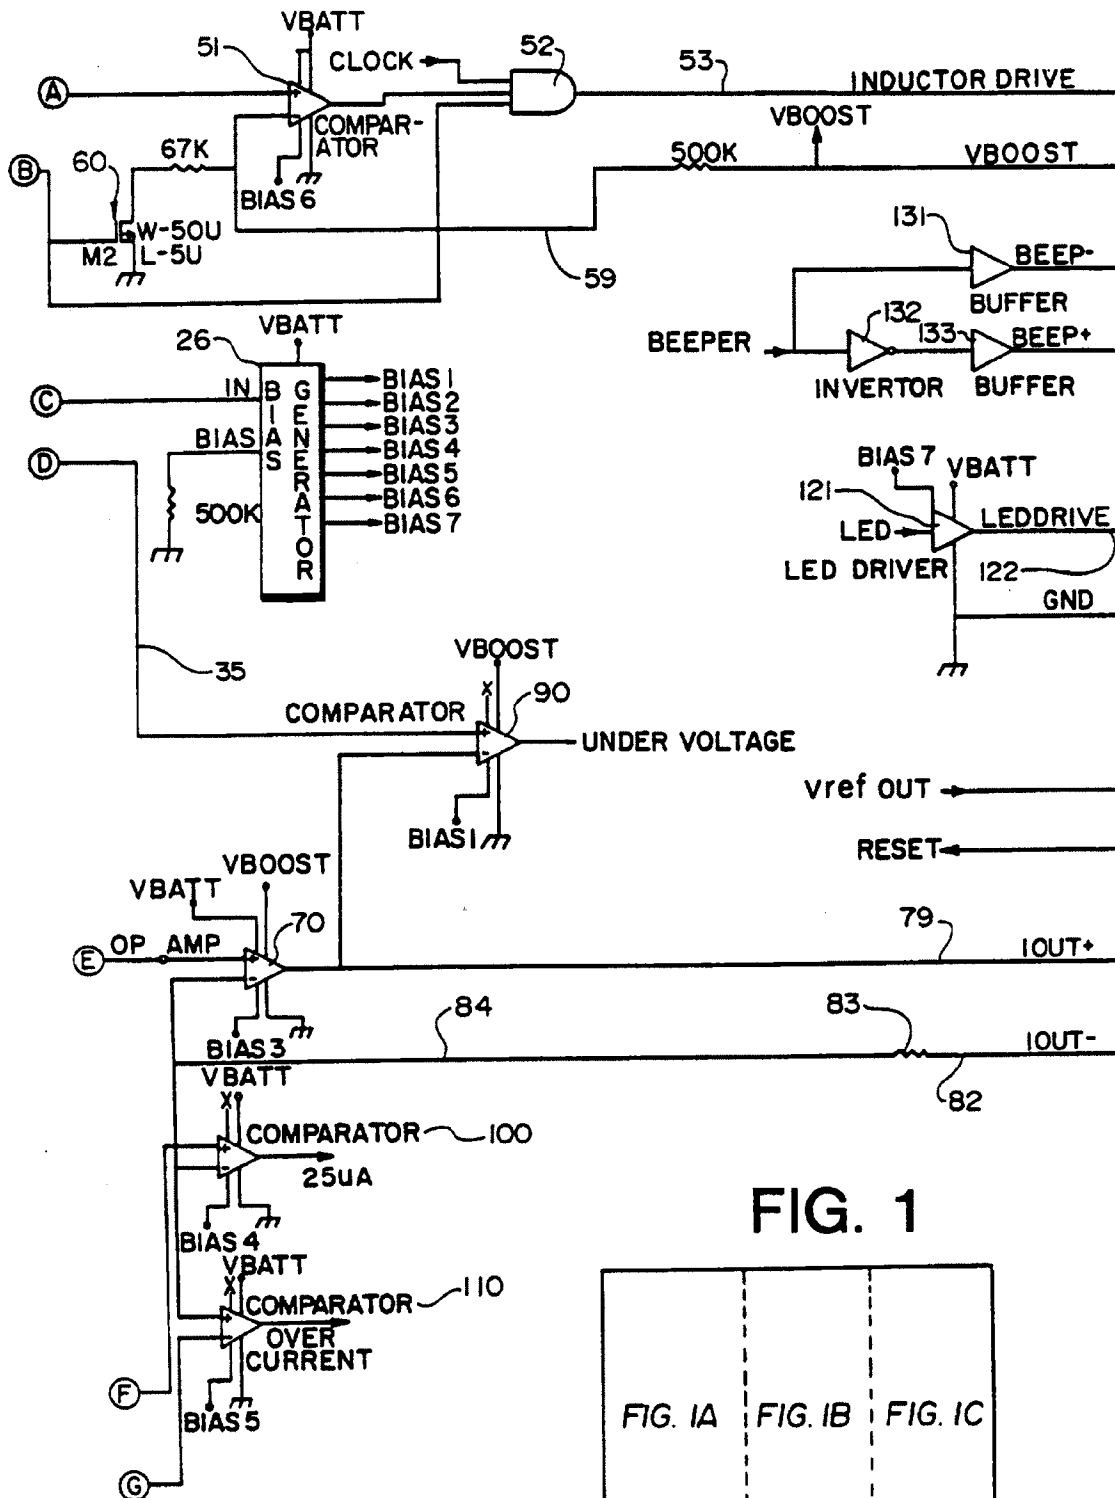 VBATT
51
CLOCK
52
53
INDUCTOR DRIVE
A
COMPAR-
ATOR
VBOOST
67K
500K
VBOOST
60
B
BIAS 6
W-50U
M2
L-5U
59
131
BEEP-
BUFFER
VBATT
26
132
133
BEEP+
BEEPER
INVERTOR
BUFFER
C
IN
BIAS
GENERATOR
BIAS 1
BIAS 2
BIAS 3
BIAS 4
BIAS 5
BIAS 6
BIAS 7
BIAS
D
500K
BIAS 7
VBATT
121
LED
LEDDRIVE
LED DRIVER
122
GND
35
VBOOST
X
90
COMPARATOR
+
-
UNDER VOLTAGE
BIAS 1
vref OUT
RESET
VBOOST
VBATT
70
E
OP AMP
+
-
79
IOUT+
BIAS 3
84
83
IOUT-
82
VBATT
X
COMPARATOR
100
+
-
25uA
BIAS 4
VBATT
X
COMPARATOR
110
+
-
OVER
CURRENT
F
BIAS 5
G
FIG. 1
FIG. 1A
FIG. 1B
FIG. 1C